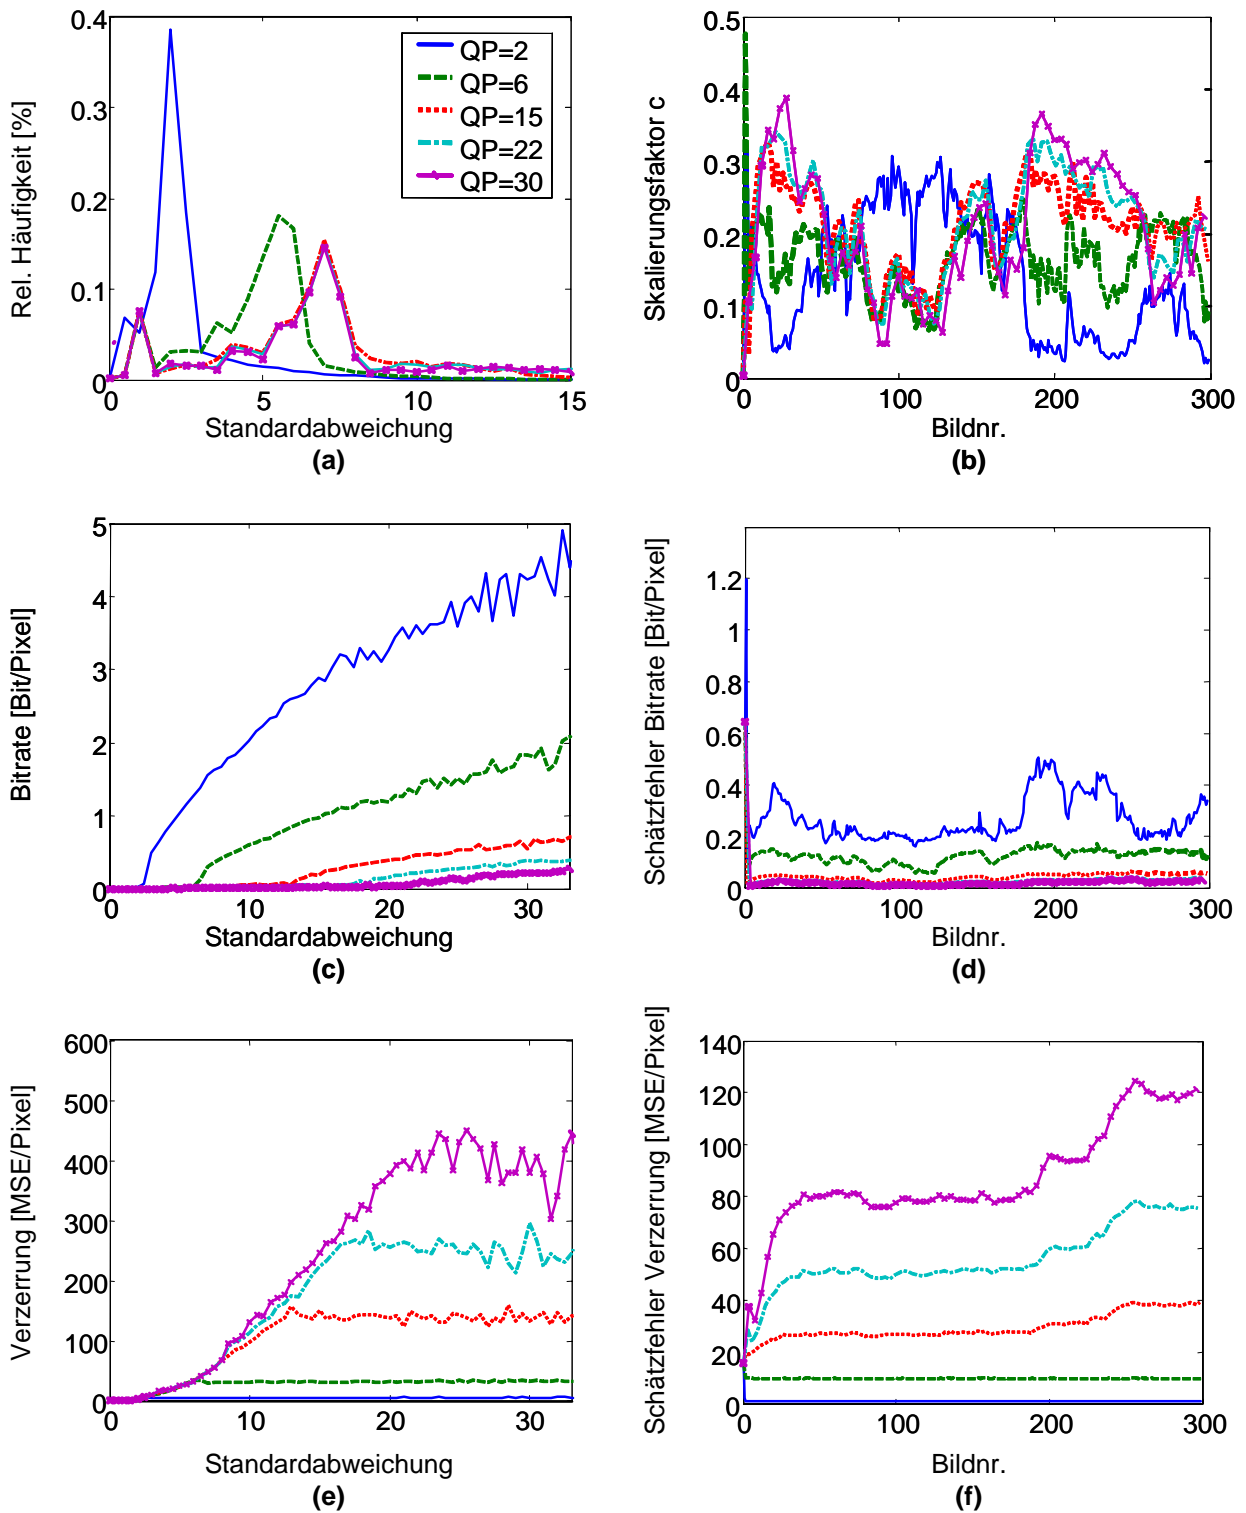 Rel. Häufigkeit [%]
0.4
0.3
0.2
0.1
0
0
5
10
15
QP=2
QP=6
QP=15
QP=22
QP=30
Standardabweichung
(a)
Skalierungsfaktor c
0.5
0.4
0.3
0.2
0.1
0
0
100
200
300
Bildnr.
(b)
Bitrate [Bit/Pixel]
5
4
3
2
1
0
0
10
20
30
Standardabweichung
(c)
Schätzfehler Bitrate [Bit/Pixel]
1.2
1
0.8
0.6
0.4
0.2
0
0
100
200
300
Bildnr.
(d)
Verzerrung [MSE/Pixel]
600
500
400
300
200
100
0
0
10
20
30
Standardabweichung
(e)
Schätzfehler Verzerrung [MSE/Pixel]
140
120
100
80
60
40
20
0
0
100
200
300
Bildnr.
(f)